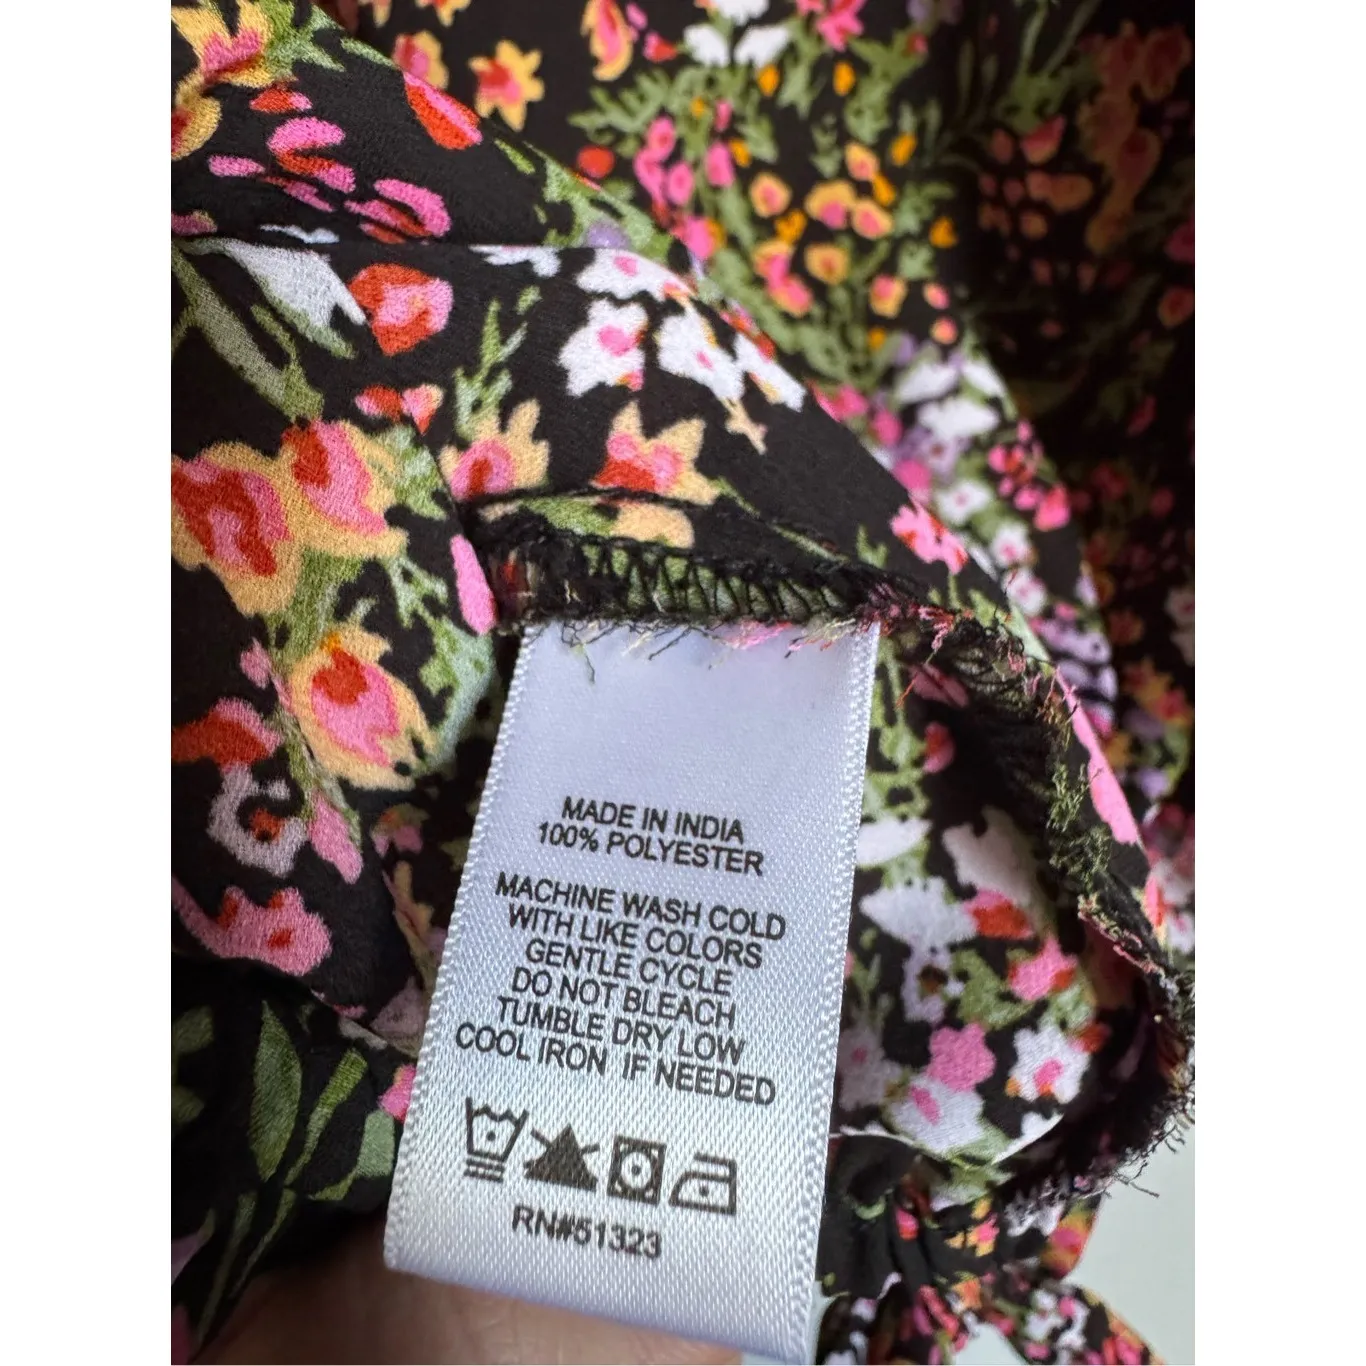 MADE IN INDIA
100% POLYESTER
MACHINE WASH COLD
WITH LIKE COLORS
GENTLE CYCLE
DO NOT BLEACH
TUMBLE DRY LOW
COOL IRON IF NEEDED
RN#51323